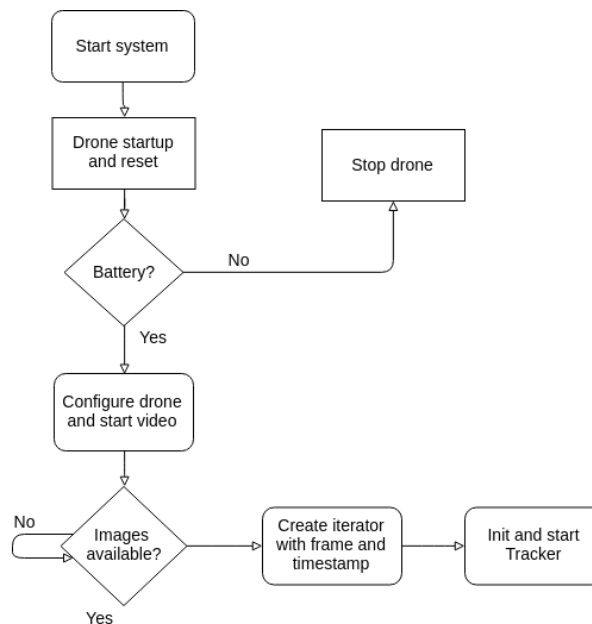 Start system
Drone startup
and reset
Stop drone
Battery?
No
Yes
Configure drone
and start video
No
Images
available?
Create iterator
with frame and
timestamp
Init and start
Tracker
Yes